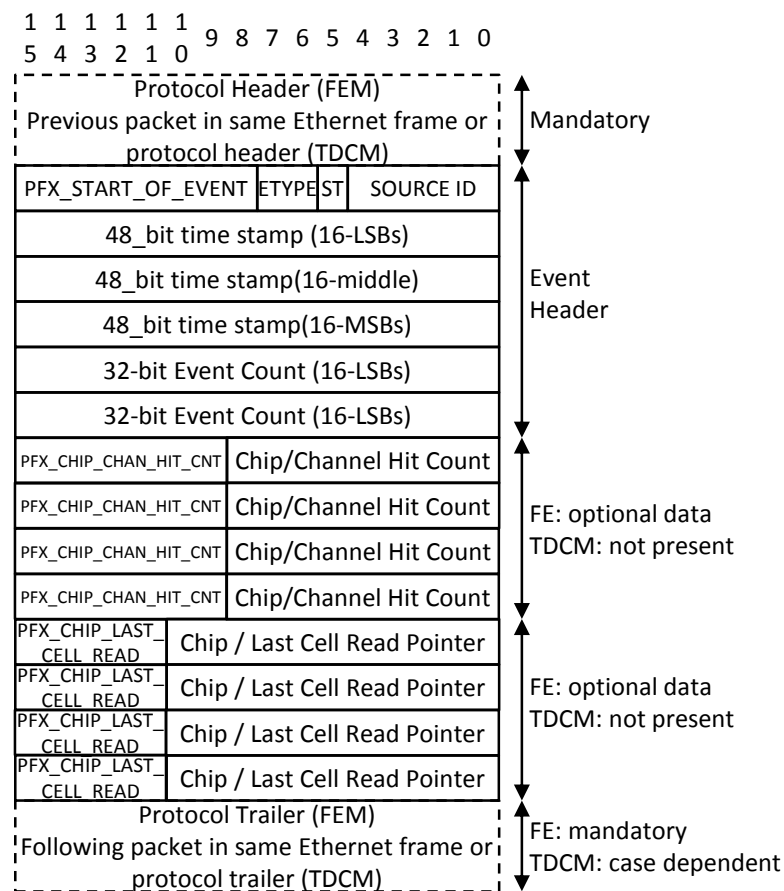 1 1 1 1 1 1
5 4 3 2 1 0 9 8 7 6 5 4 3 2 1 0
Protocol Header (FEM)
Previous packet in same Ethernet frame or
protocol header (TDCM)
Mandatory
PFX_START_OF_EVENT ETYPE ST SOURCE ID
48_bit time stamp (16-LSBs)
48_bit time stamp(16-middle)
48_bit time stamp(16-MSBs)
32-bit Event Count (16-LSBs)
32-bit Event Count (16-LSBs)
Event
Header
PFX_CHIP_CHAN_HIT_CNT Chip/Channel Hit Count
PFX_CHIP_CHAN_HIT_CNT Chip/Channel Hit Count
PFX_CHIP_CHAN_HIT_CNT Chip/Channel Hit Count
PFX_CHIP_CHAN_HIT_CNT Chip/Channel Hit Count
FE: optional data
TDCM: not present
PFX_CHIP_LAST_
CELL_READ
Chip / Last Cell Read Pointer
PFX_CHIP_LAST_
CELL_READ
Chip / Last Cell Read Pointer
PFX_CHIP_LAST_
CELL_READ
Chip / Last Cell Read Pointer
PFX_CHIP_LAST_
CELL_READ
Chip / Last Cell Read Pointer
FE: optional data
TDCM: not present
Protocol Trailer (FEM)
Following packet in same Ethernet frame or
protocol trailer (TDCM)
FE: mandatory
TDCM: case dependent